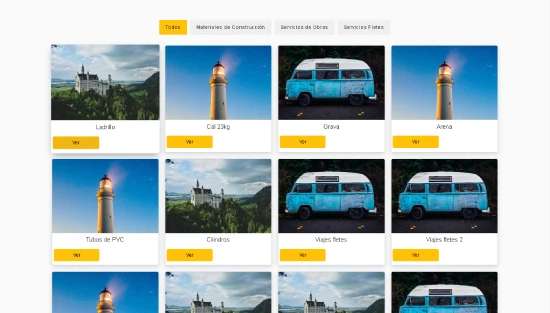 Todos
Materiales de Construcción
Servicios de Obras
Servicios Fletes
Ladrillo
Cal 23kg
Grava
Arena
Ver
Ver
Ver
Ver
Tubos de PVC
Cilindros
Viajes fletes
Viajes fletes 2
Ver
Ver
Ver
Ver